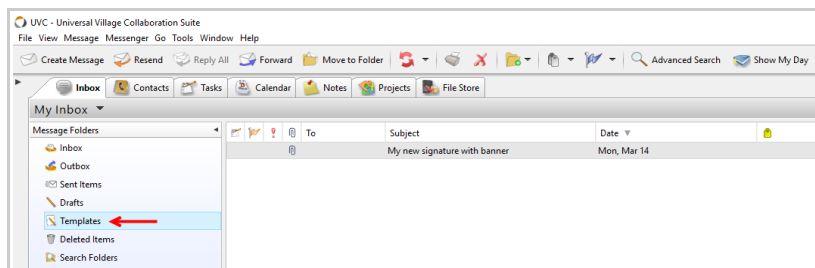 UVC - Universal Village Collaboration Suite
File View Message Messenger Go Tools Window Help
Create Message Resend Reply All Forward Move to Folder Advanced Search Show My Day
Inbox Contacts Tasks Calendar Notes Projects File Store
My Inbox
Message Folders To Subject Date
Inbox My new signature with banner Mon, Mar 14
Outbox
Sent Items
Drafts
Templates
Deleted Items
Search Folders